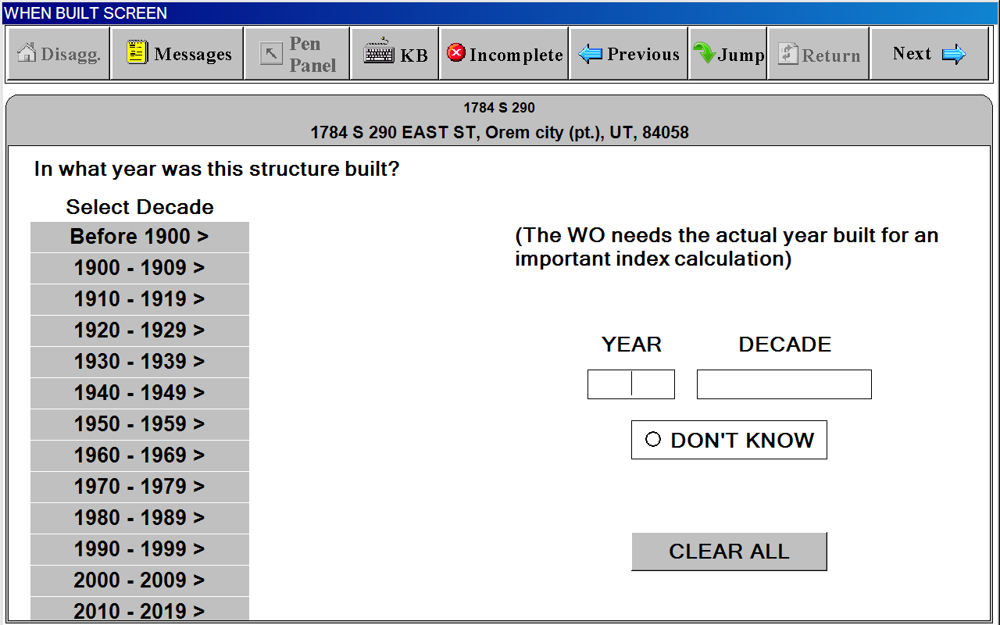 WHEN BUILT SCREEN
Disagg.
Messages
Pen
Panel
KB
Incomplete
Previous
Jump
Return
Next
1784 S 290
1784 S 290 EAST ST, Orem city (pt.), UT, 84058
In what year was this structure built?
Select Decade
Before 1900 >
1900 - 1909 >
1910 - 1919 >
1920 - 1929 >
1930 - 1939 >
1940 - 1949 >
1950 - 1959 >
1960 - 1969 >
1970 - 1979 >
1980 - 1989 >
1990 - 1999 >
2000 - 2009 >
2010 - 2019 >
(The WO needs the actual year built for an
important index calculation)
YEAR
DECADE
DON'T KNOW
CLEAR ALL